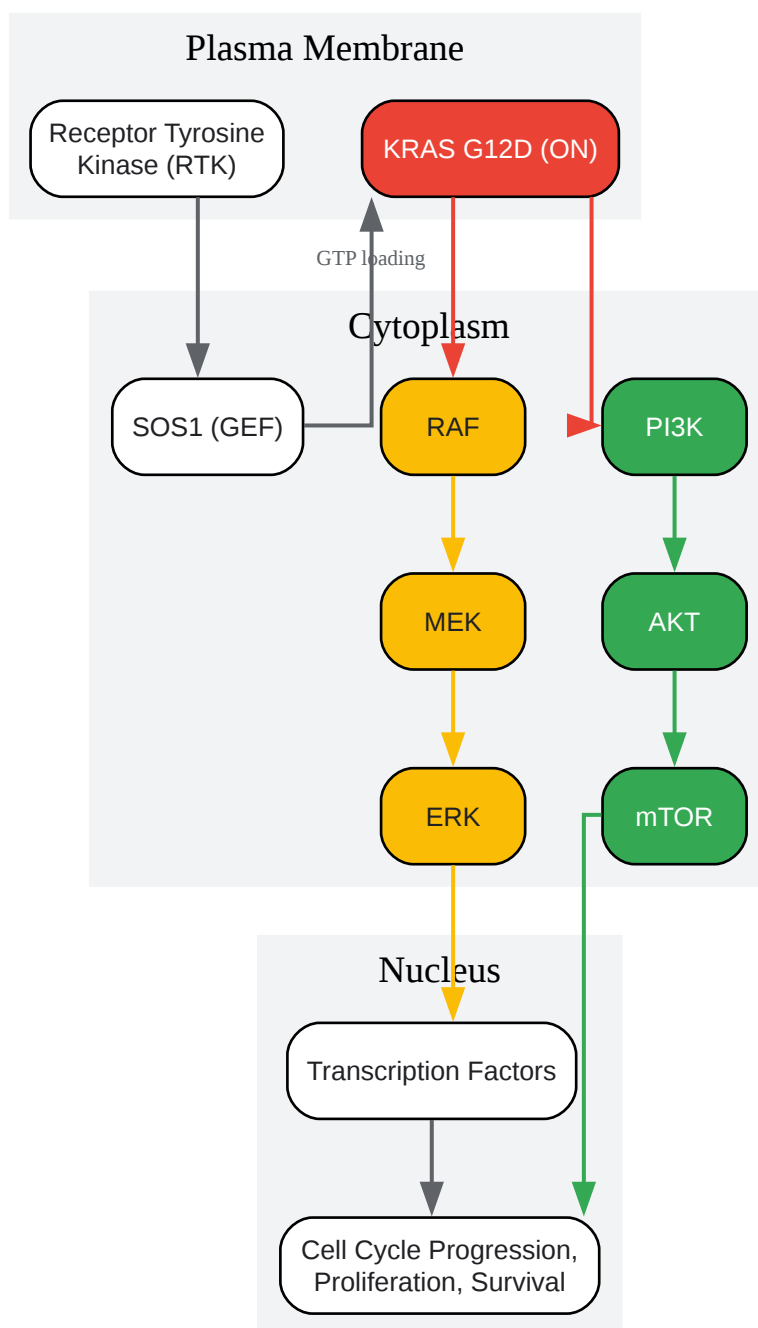 Plasma Membrane
Receptor Tyrosine
Kinase (RTK)
KRAS G12D (ON)
GTP loading
Cytoplasm
SOS1 (GEF)
RAF
PI3K
MEK
AKT
ERK
mTOR
Nucleus
Transcription Factors
Cell Cycle Progression,
Proliferation, Survival